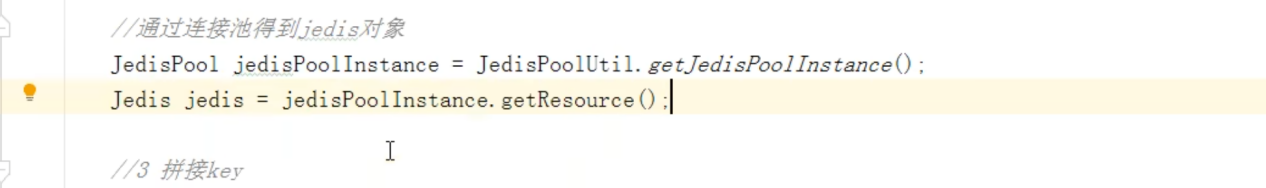 //通过连接池得到jedis对象
JedisPool jedisPoolInstance = JedisPoolUtil.getJedisPoolInstance();
Jedis jedis = jedisPoolInstance.getResource();
//3 拼接key